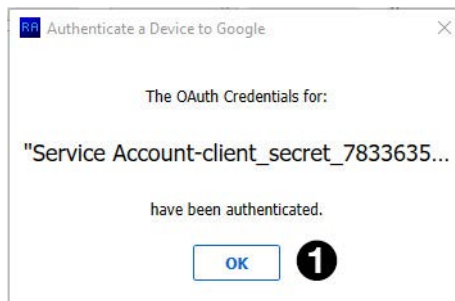 RA Authenticate a Device to Google
The OAuth Credentials for:
"Service Account-client_secret_7833635...
have been authenticated.
OK 1